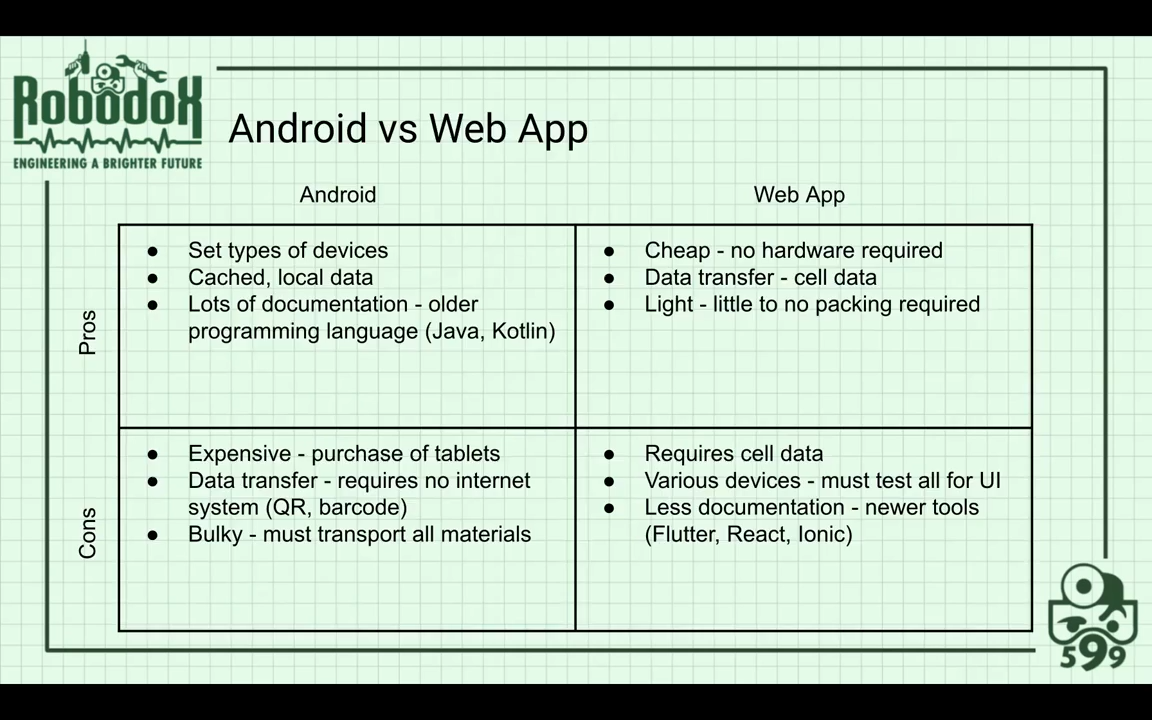 RobodoX
ENGINEERING A BRIGHTER FUTURE
Android vs Web App
Android
Web App
Pros
● Set types of devices
● Cached, local data
● Lots of documentation - older
programming language (Java, Kotlin)
● Cheap - no hardware required
● Data transfer - cell data
● Light - little to no packing required
Cons
● Expensive - purchase of tablets
● Data transfer - requires no internet
system (QR, barcode)
● Bulky - must transport all materials
● Requires cell data
● Various devices - must test all for UI
● Less documentation - newer tools
(Flutter, React, Ionic)
599